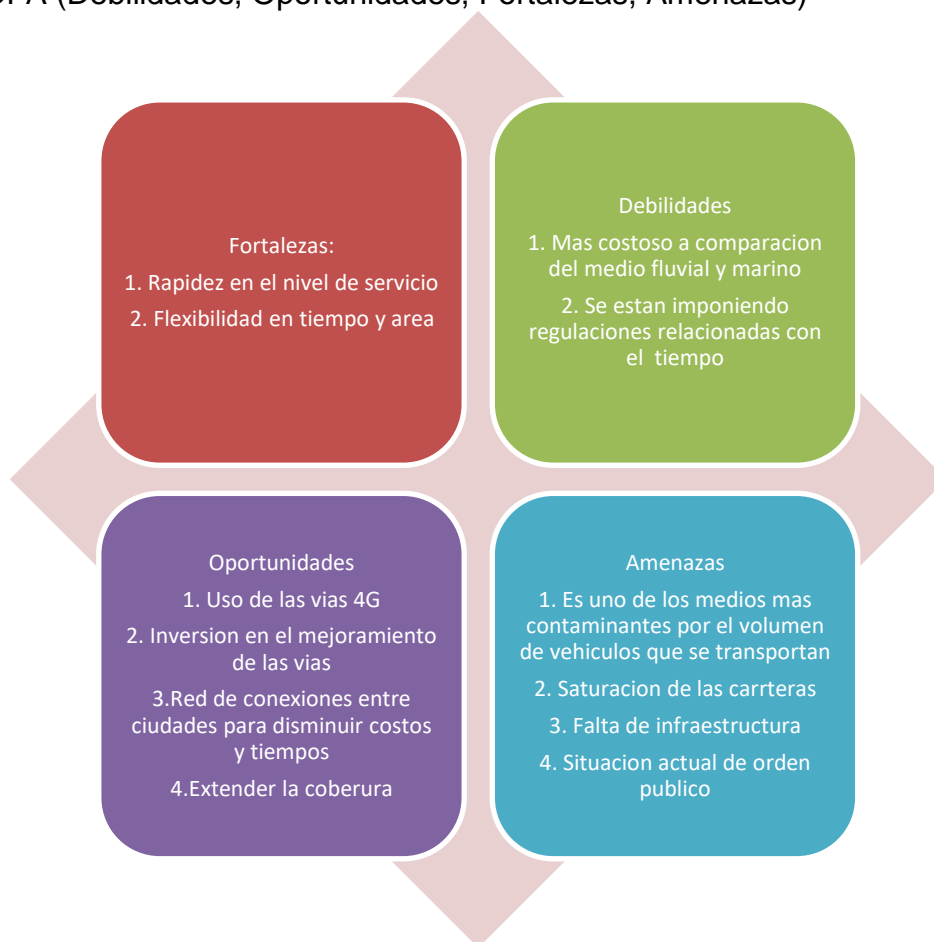 (Debilidades, Oportunidades, Fortalezas, Amenazas)
Fortalezas:
1. Rapidez en el nivel de servicio
2. Flexibilidad en tiempo y area
Debilidades
1. Mas costoso a comparacion
del medio fluvial y marino
2. Se estan imponiendo
regulaciones relacionadas con
el tiempo
Oportunidades
1. Uso de las vias 4G
2. Inversion en el mejoramiento
de las vias
3.Red de conexiones entre
ciudades para disminuir costos
y tiempos
4.Extender la coberura
Amenazas
1. Es uno de los medios mas
contaminantes por el volumen
de vehiculos que se transportan
2. Saturacion de las carrteras
3. Falta de infraestructura
4. Situacion actual de orden
publico